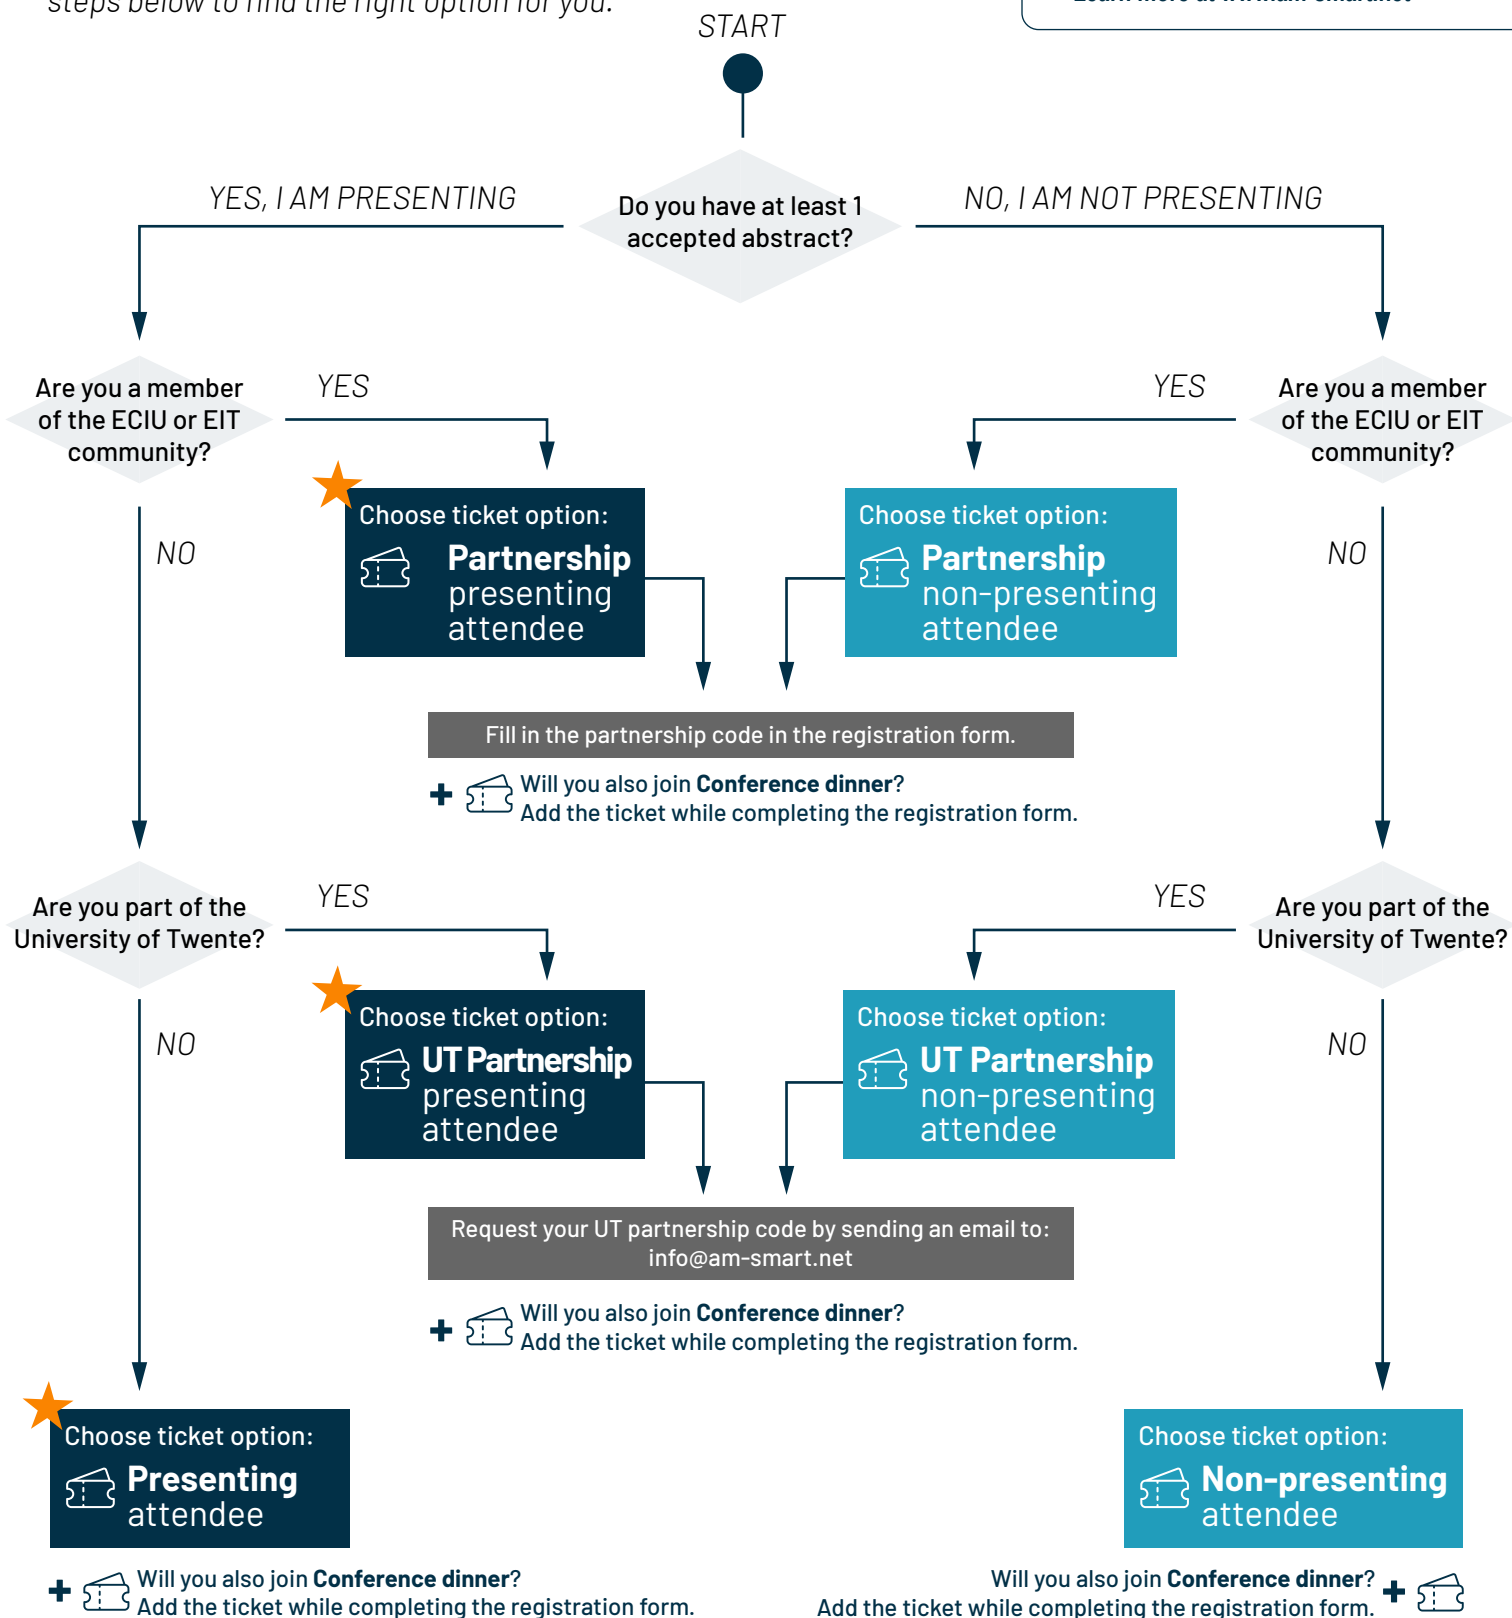 steps below to find the right option for you.
START
Do you have at least 1
accepted abstract?
YES, I AM PRESENTING
NO, I AM NOT PRESENTING
Are you a member
of the ECIU or EIT
community?
YES
YES
Are you a member
of the ECIU or EIT
community?
NO
Choose ticket option:
Partnership
presenting
attendee
Choose ticket option:
Partnership
non-presenting
attendee
NO
Fill in the partnership code in the registration form.
+ Will you also join Conference dinner?
Add the ticket while completing the registration form.
Are you part of the
University of Twente?
YES
YES
Are you part of the
University of Twente?
NO
Choose ticket option:
UT Partnership
presenting
attendee
Choose ticket option:
UT Partnership
non-presenting
attendee
NO
Request your UT partnership code by sending an email to:
info@am-smart.net
+ Will you also join Conference dinner?
Add the ticket while completing the registration form.
Choose ticket option:
Presenting
attendee
+ Will you also join Conference dinner?
Add the ticket while completing the registration form.
Choose ticket option:
Non-presenting
attendee
Will you also join Conference dinner? +
Add the ticket while completing the registration form.